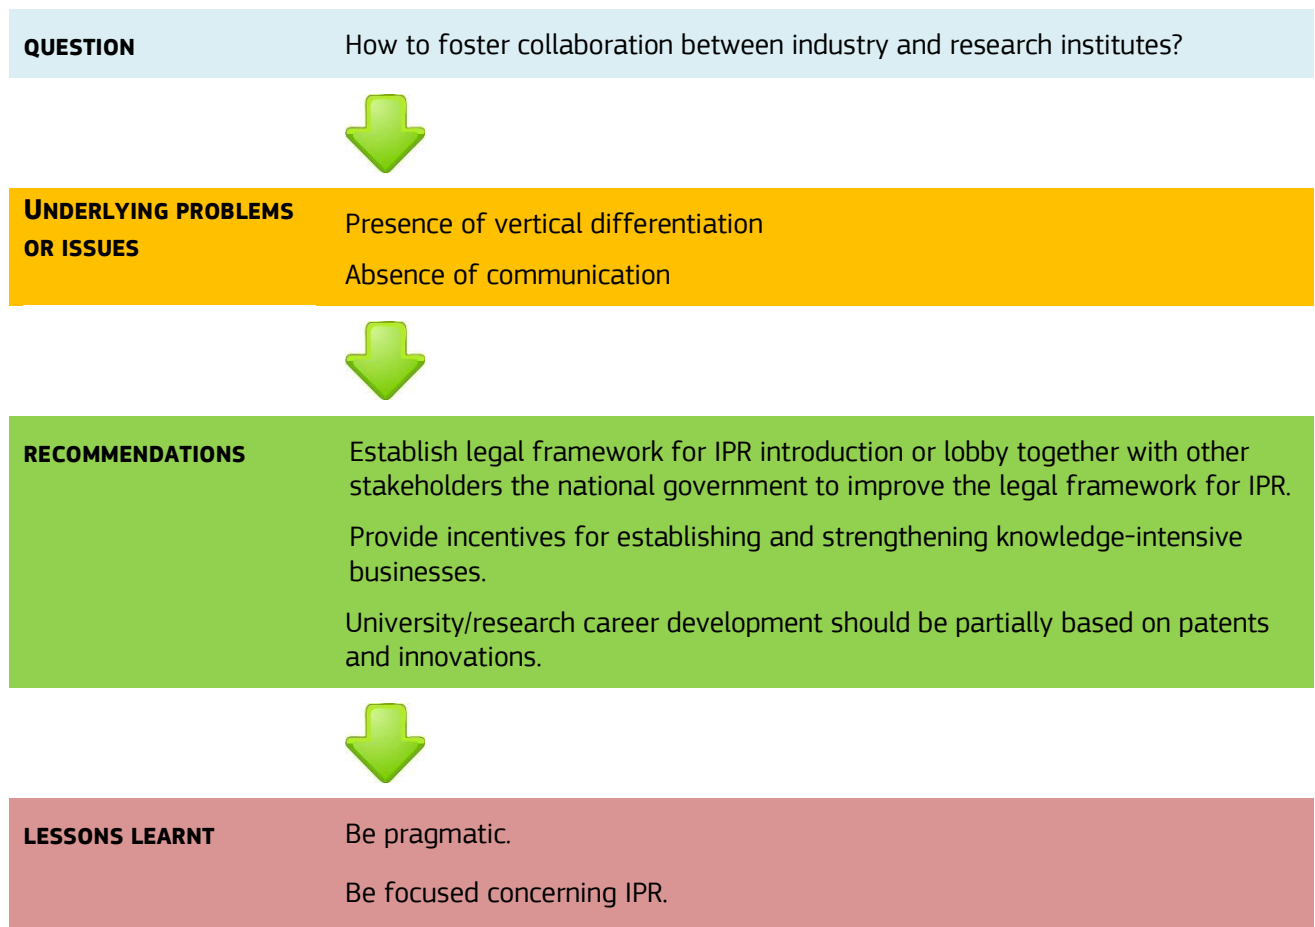 QUESTION
How to foster collaboration between industry and research institutes?
UNDERLYING PROBLEMS
OR ISSUES
Presence of vertical differentiation
Absence of communication
RECOMMENDATIONS
Establish legal framework for IPR introduction or lobby together with other
stakeholders the national government to improve the legal framework for IPR.
Provide incentives for establishing and strengthening knowledge-intensive
businesses.
University/research career development should be partially based on patents
and innovations.
LESSONS LEARNT
Be pragmatic.
Be focused concerning IPR.